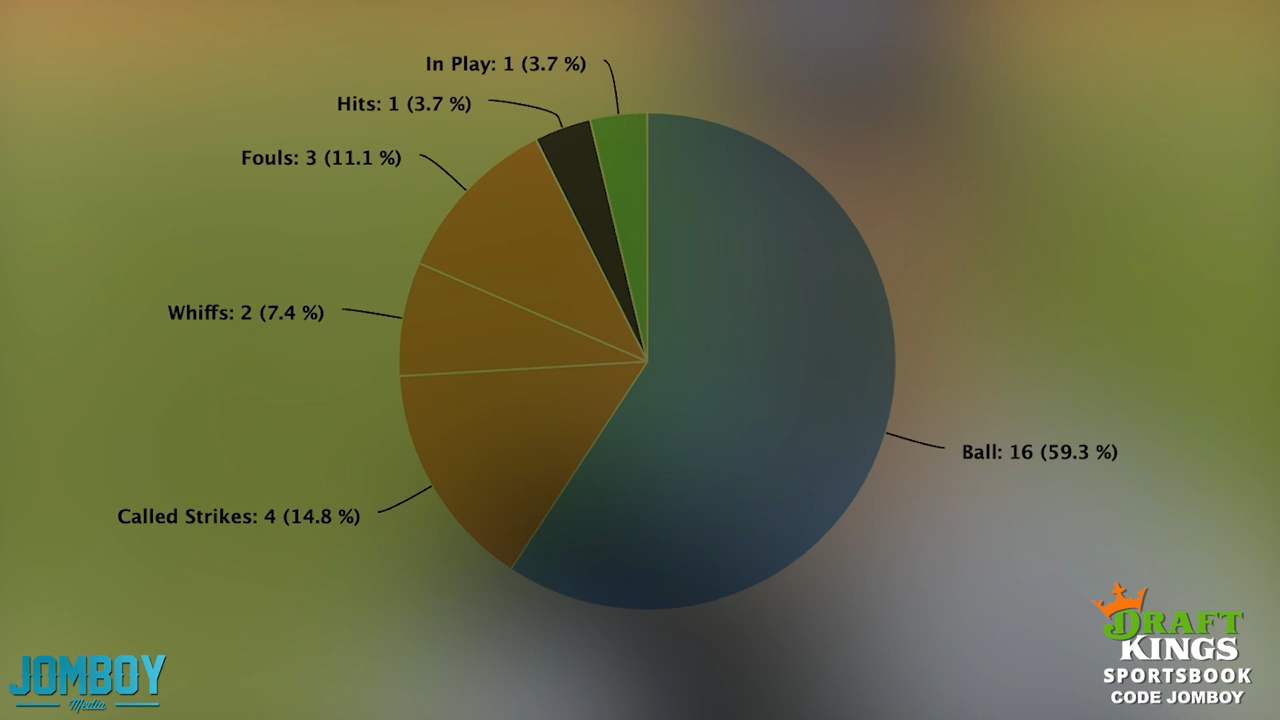 In Play: 1 (3.7 %)
Hits: 1 (3.7 %)
Fouls: 3 (11.1 %)
Whiffs: 2 (7.4 %)
Ball: 16 (59.3 %)
Called Strikes: 4 (14.8 %)
JOMBOY
Media
DRAFT
KINGS
SPORTSBOOK
CODE JOMBOY